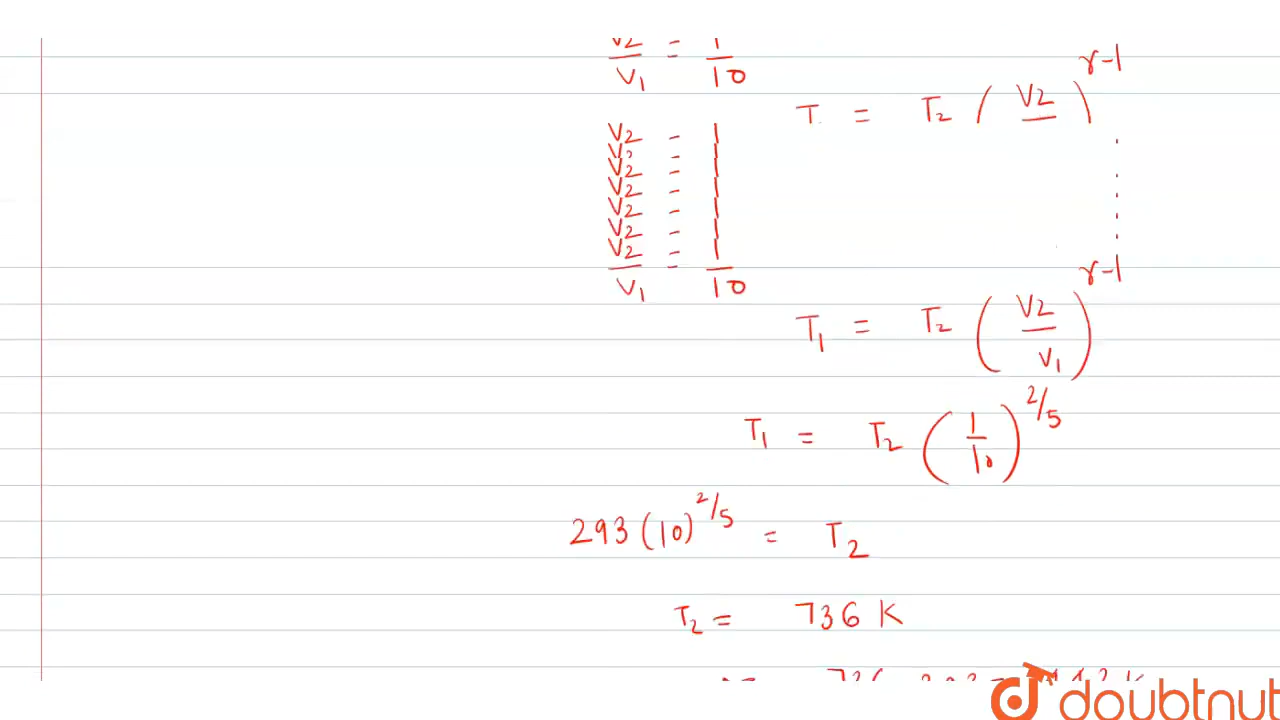 V2/V1 = 1/10
T = T2 ( V2 )^γ-1
V2 - 1
V2 - 1
V2 - 1
V2 - 1
V2 - 1
V2 - 1
V2/V1 = 1/10
T1 = T2 ( V2/V1 )^γ-1
T1 = T2 ( 1/10 )^2/5
293 (10)^2/5 = T2
T2 = 736 K
doubtnut